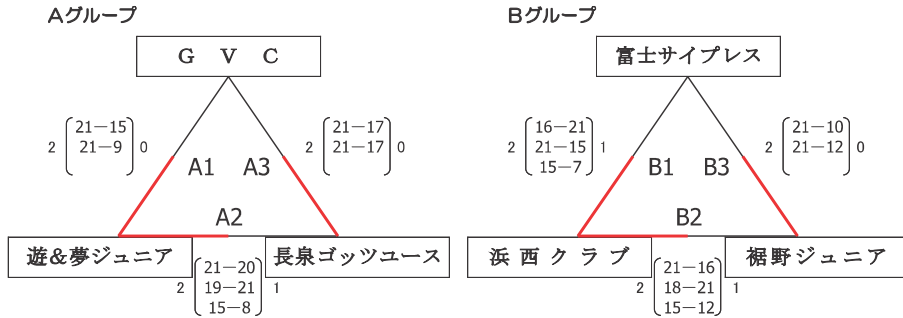 Aグループ
Bグループ
G V C
富士サイプレス
2 21－15 0
21－9
2 21－17 0
21－17
2 16－21 1
21－15
15－7
2 21－10 0
21－12
A1 A3
B1 B3
A2
B2
遊&夢ジュニア
長泉ゴッツユース
浜西クラブ
裾野ジュニア
2 21－20 1
19－21
15－8
2 21－16 1
18－21
15－12